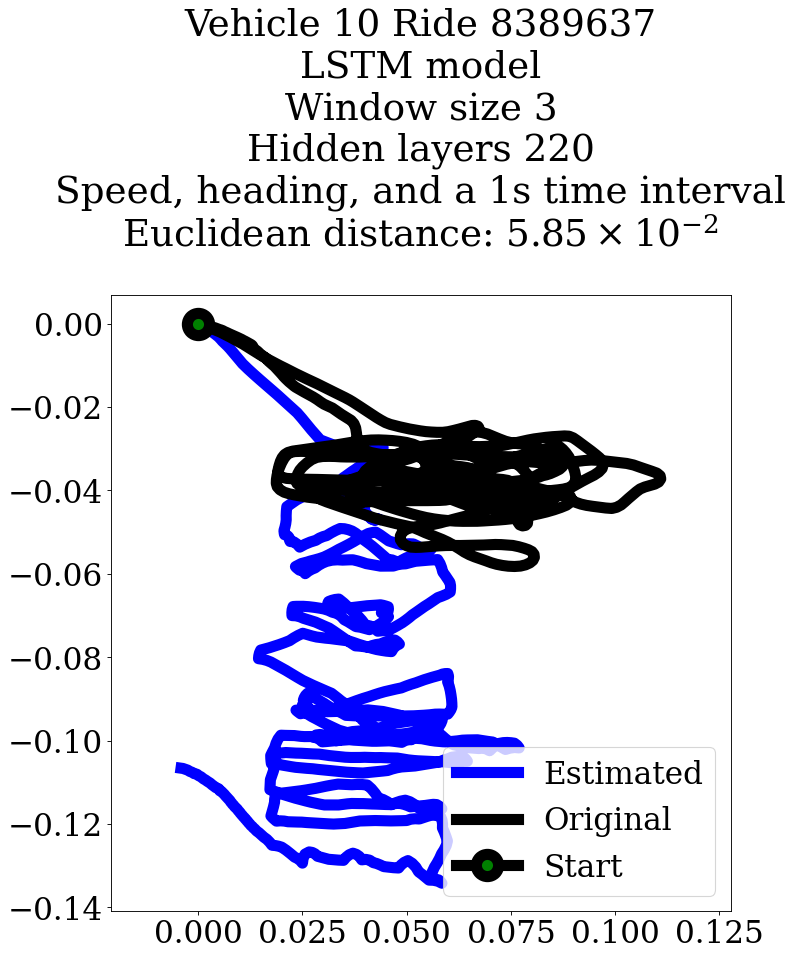 Vehicle 10 Ride 8389637
LSTM model
Window size 3
Hidden layers 220
Speed, heading, and a 1s time interval
Euclidean distance: 5.85 × 10⁻²
0.00
−0.02
−0.04
−0.06
−0.08
−0.10
−0.12
−0.14
Estimated
Original
Start
0.000 0.025 0.050 0.075 0.100 0.125